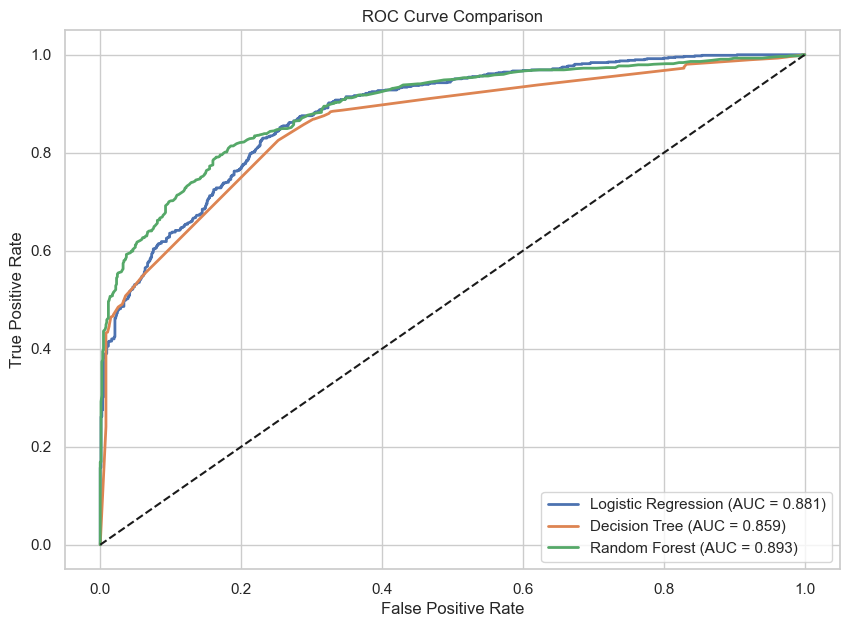 ROC Curve Comparison
1.0
0.8
0.6
0.4
0.2
0.0
True Positive Rate
0.0
0.2
0.4
0.6
0.8
1.0
False Positive Rate
Logistic Regression (AUC = 0.881)
Decision Tree (AUC = 0.859)
Random Forest (AUC = 0.893)